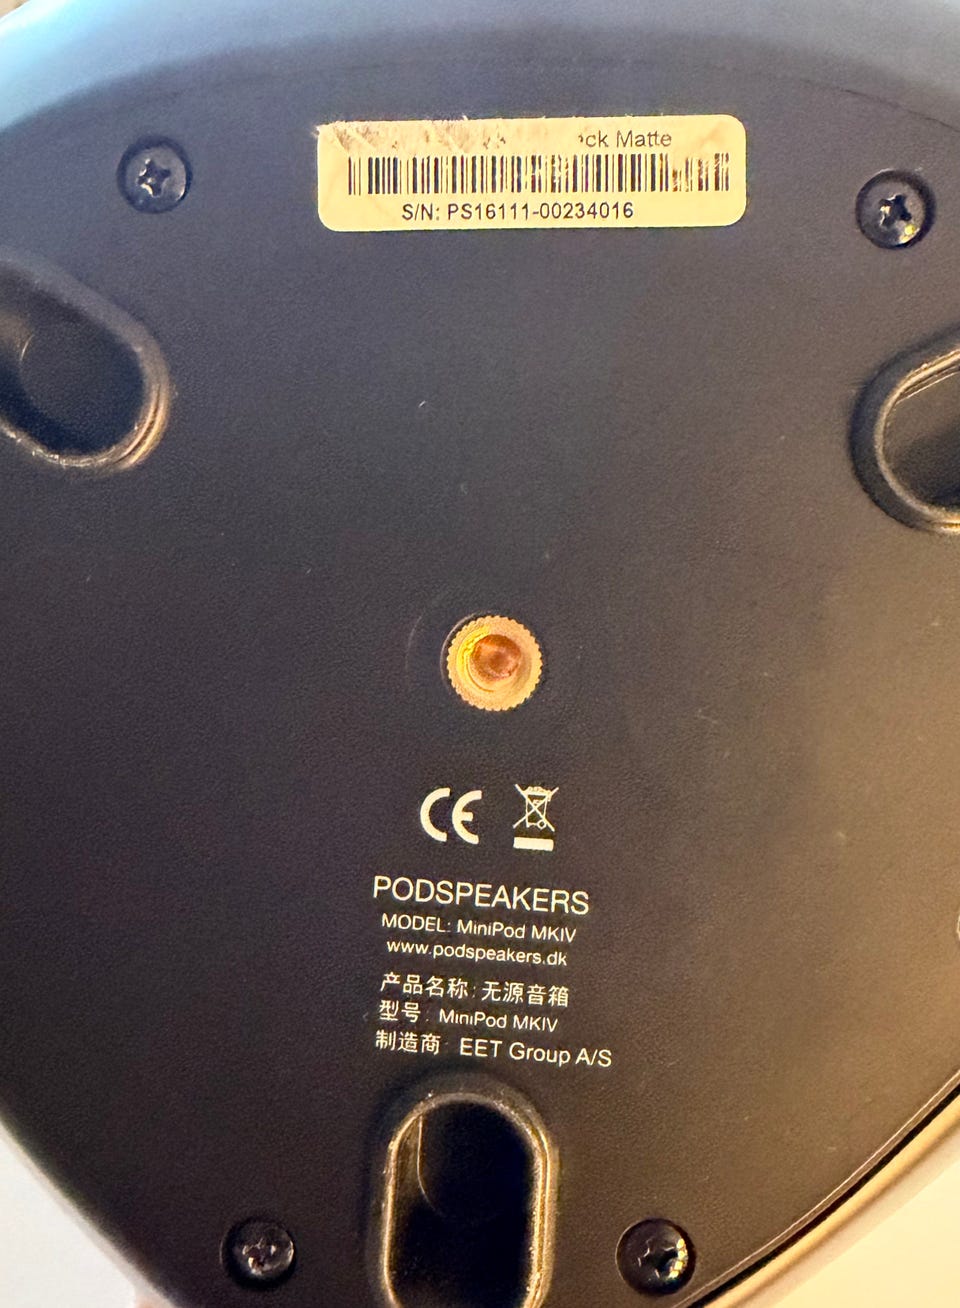 Matte
S/N: PS16111-00234016
CE
PODSPEAKERS
MODEL: MiniPod MKIV
www.podspeakers.dk
产品名称: 无源音箱
型号: MiniPod MKIV
制造商: EET Group A/S